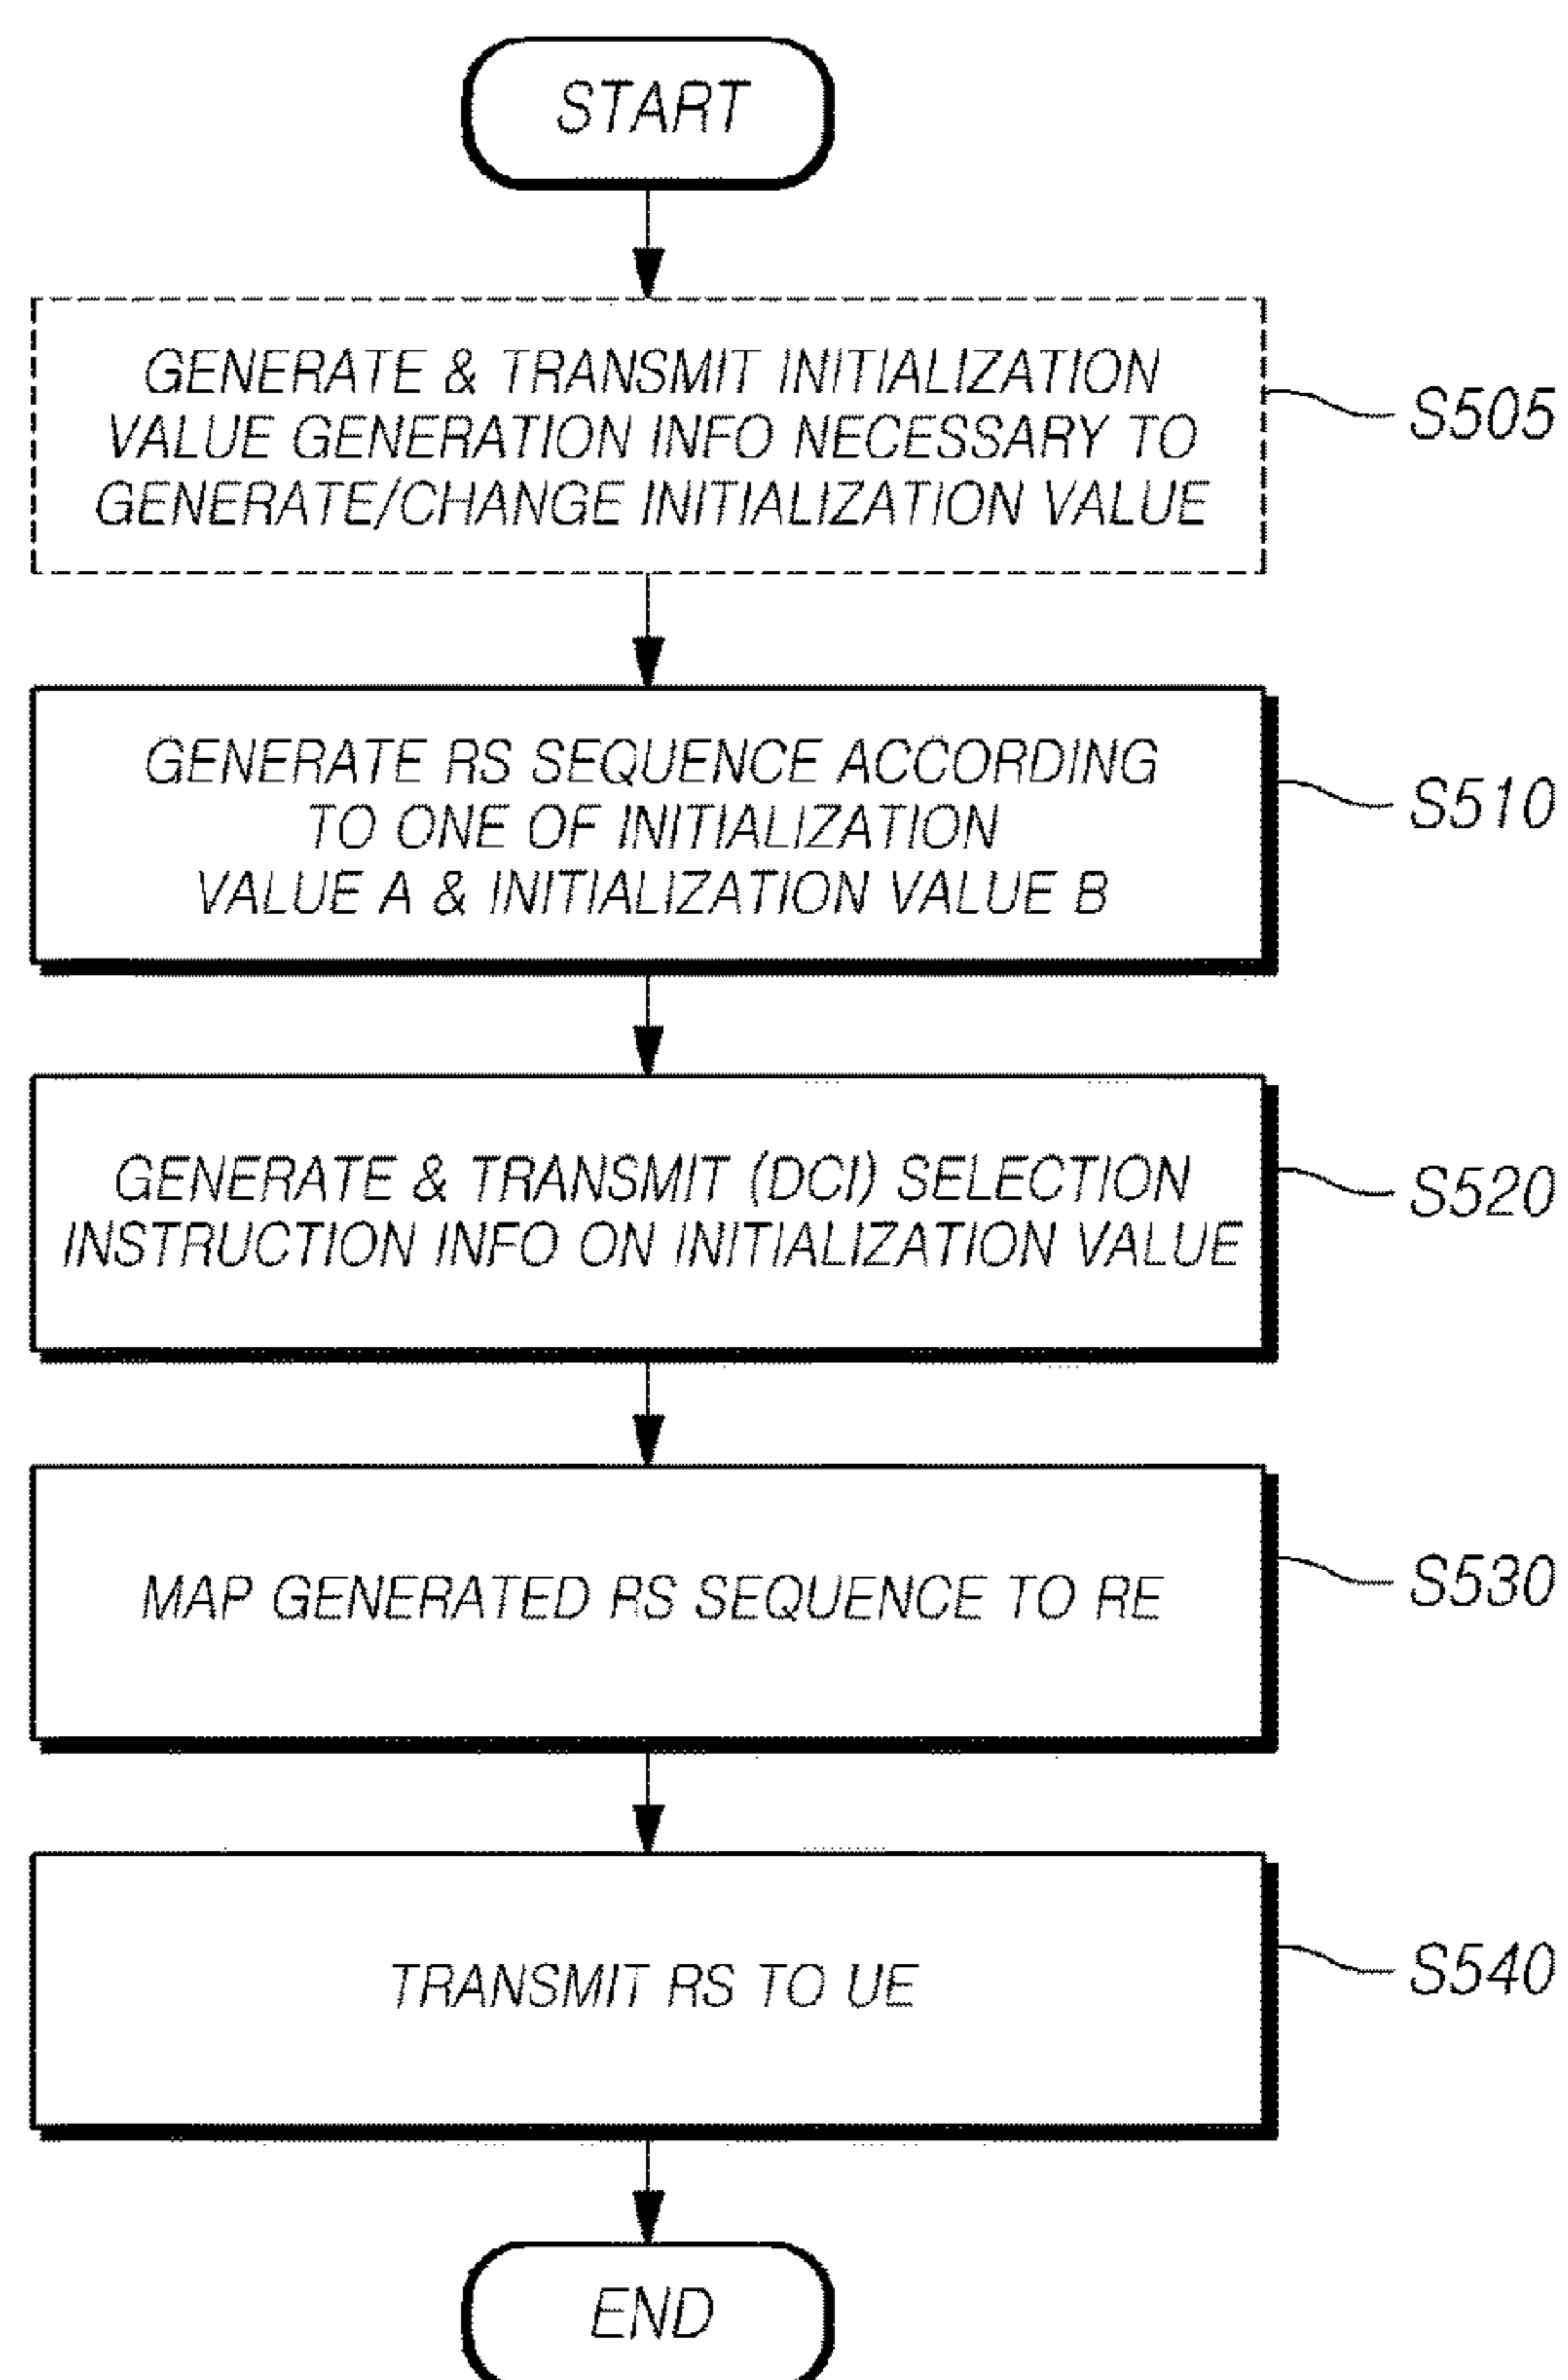 START
GENERATE & TRANSMIT INITIALIZATION
VALUE GENERATION INFO NECESSARY TO
GENERATE/CHANGE INITIALIZATION VALUE
S505
GENERATE RS SEQUENCE ACCORDING
TO ONE OF INITIALIZATION
VALUE A & INITIALIZATION VALUE B
S510
GENERATE & TRANSMIT (DCI) SELECTION
INSTRUCTION INFO ON INITIALIZATION VALUE
S520
MAP GENERATED RS SEQUENCE TO RE
S530
TRANSMIT RS TO UE
S540
END